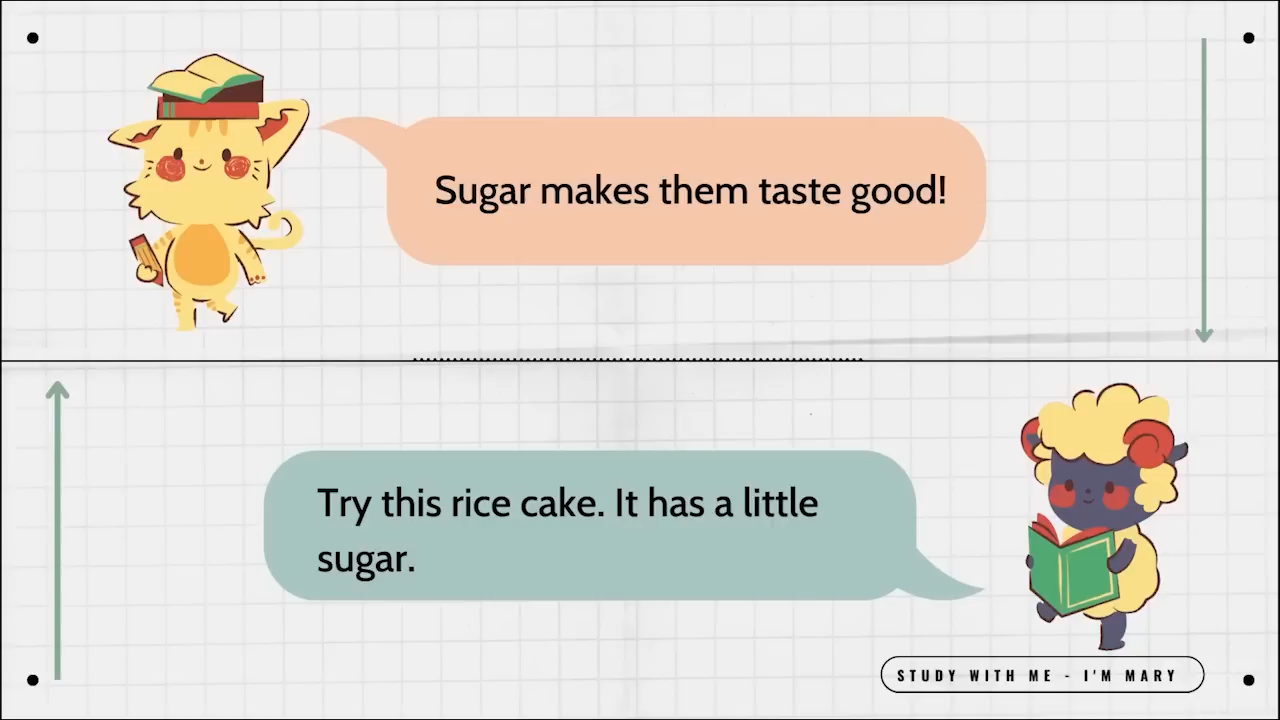 Sugar makes them taste good!
Try this rice cake. It has a little
sugar.
STUDY WITH ME - I'M MARY